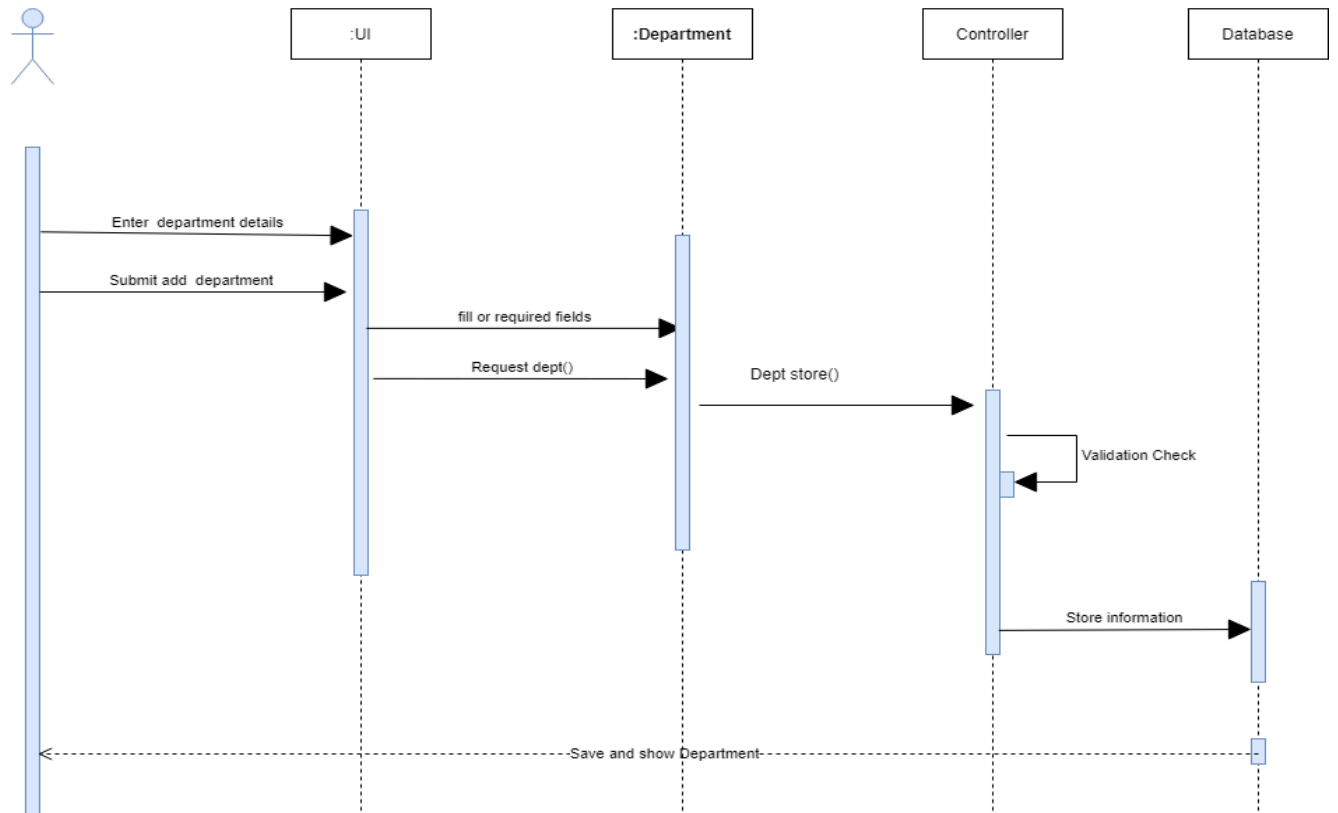 :UI
:Department
Controller
Database
Enter department details
Submit add department
fill or required fields
Request dept()
Dept store()
Validation Check
Store information
Save and show Department